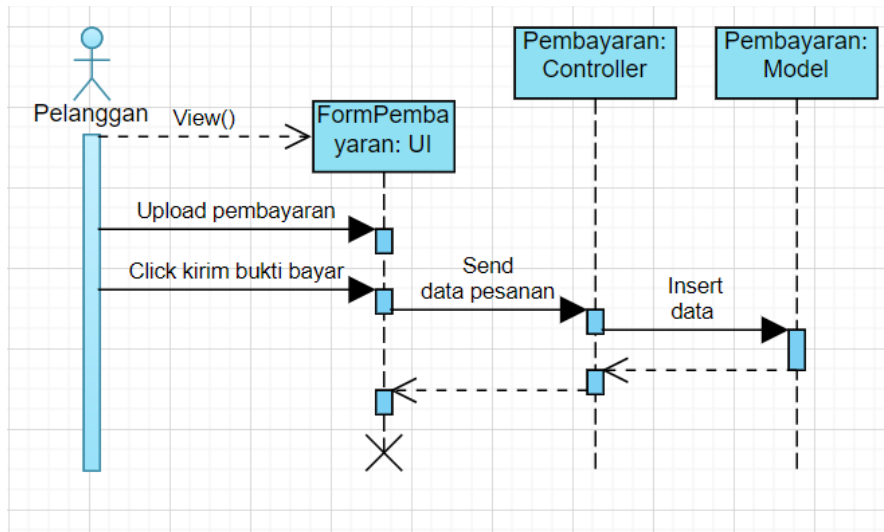 Pembayaran:
Controller
Pembayaran:
Model
Pelanggan
View()
FormPemba
yaran: UI
Upload pembayaran
Click kirim bukti bayar
Send
data pesanan
Insert
data